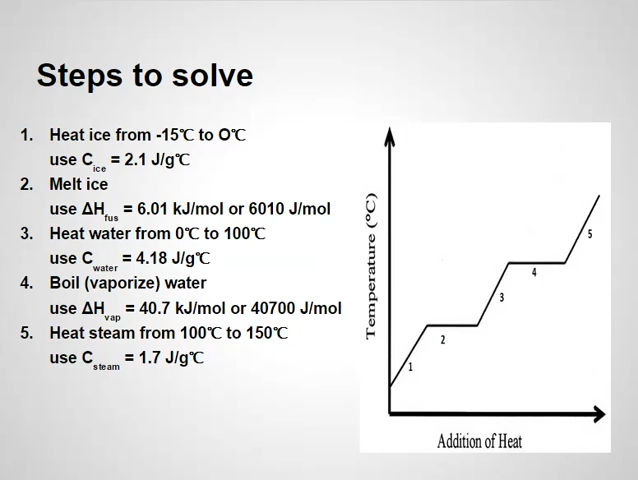 Steps to solve
1. Heat ice from -15℃ to O℃
use Cice = 2.1 J/g℃
2. Melt ice
use ΔHfus = 6.01 kJ/mol or 6010 J/mol
3. Heat water from 0℃ to 100℃
use Cwater = 4.18 J/g℃
4. Boil (vaporize) water
use ΔHvap = 40.7 kJ/mol or 40700 J/mol
5. Heat steam from 100℃ to 150℃
use Csteam = 1.7 J/g℃
Temperature (°C)
1
2
3
4
5
Addition of Heat